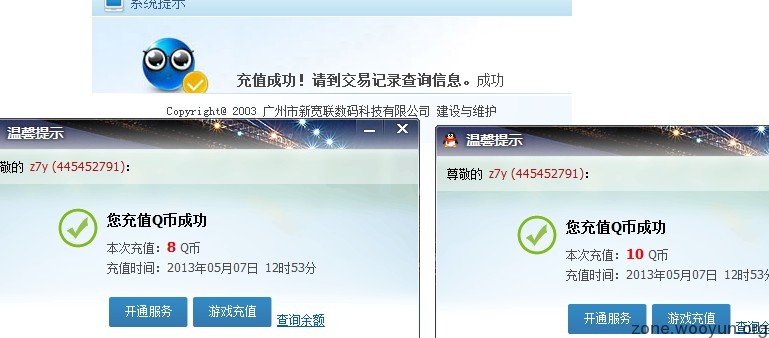 系统提示
充值成功！请到交易记录查询信息。成功
Copyright@ 2003 广州市新宽联数码科技有限公司 建设与维护
温馨提示
敬的 z7y (445452791)：
您充值Q币成功
本次充值：8 Q币
充值时间：2013年05月07日 12时53分
开通服务 游戏充值 查询余额
温馨提示
尊敬的 z7y (445452791)：
您充值Q币成功
本次充值：10 Q币
充值时间：2013年05月07日 12时53
开通服务 游戏充值 查询余
zone.wooyun.org